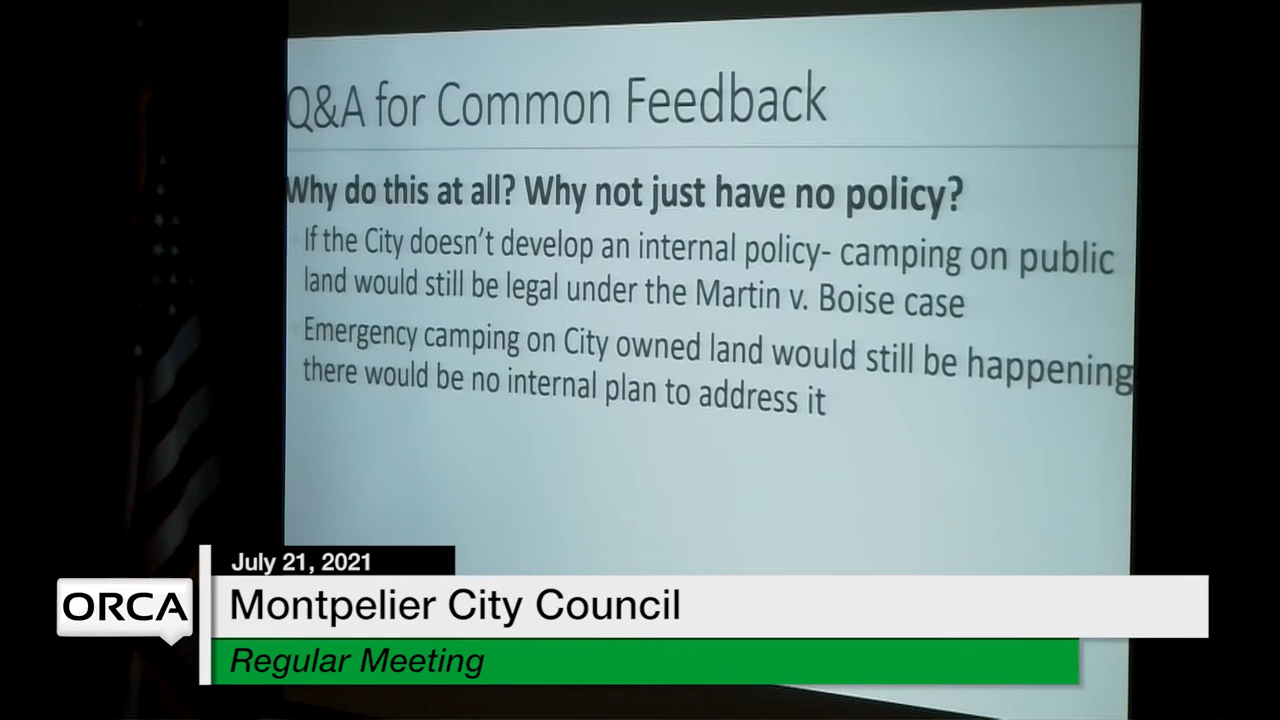 Q&A for Common Feedback
Why do this at all? Why not just have no policy?
If the City doesn't develop an internal policy- camping on public
land would still be legal under the Martin v. Boise case
Emergency camping on City owned land would still be happening
there would be no internal plan to address it
July 21, 2021
ORCA
Montpelier City Council
Regular Meeting